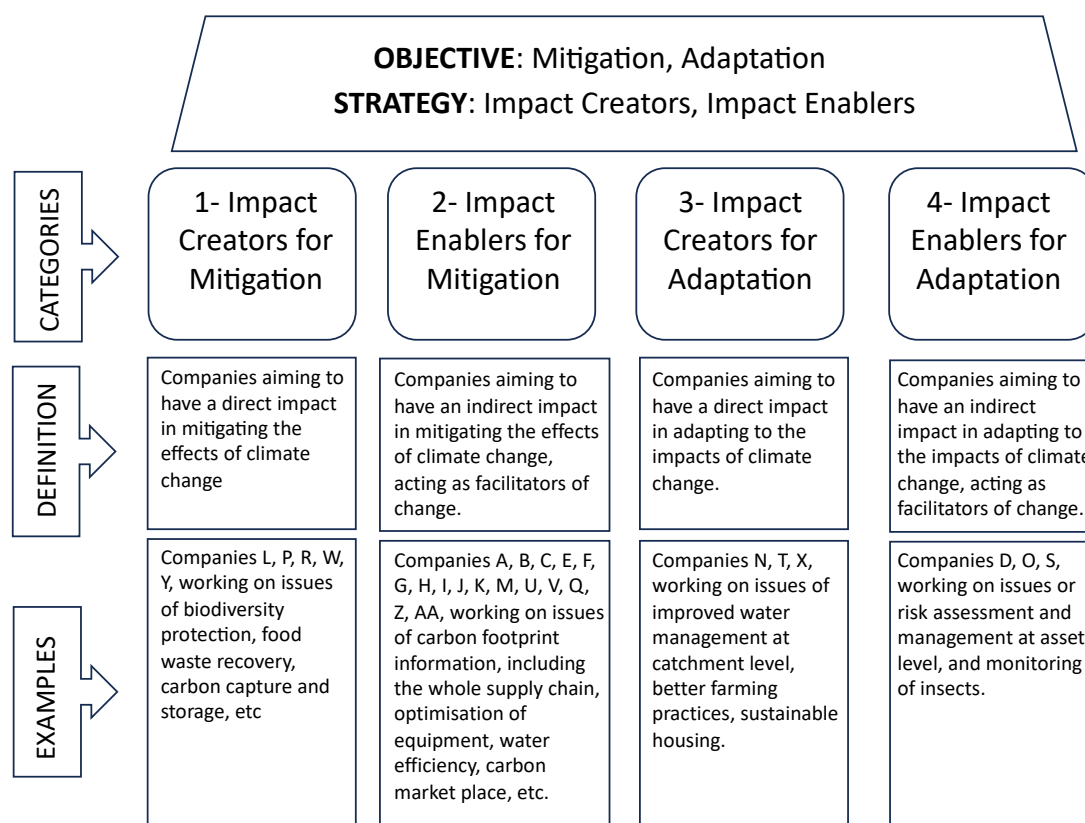 OBJECTIVE: Mitigation, Adaptation
STRATEGY: Impact Creators, Impact Enablers
CATEGORIES
1- Impact
Creators for
Mitigation
2- Impact
Enablers for
Mitigation
3- Impact
Creators for
Adaptation
4- Impact
Enablers for
Adaptation
DEFINITION
Companies aiming to
have a direct impact
in mitigating the
effects of climate
change
Companies aiming to
have an indirect impact
in mitigating the effects
of climate change,
acting as facilitators of
change.
Companies aiming to
have a direct impact
in adapting to the
impacts of climate
change.
Companies aiming to
have an indirect
impact in adapting to
the impacts of climate
change, acting as
facilitators of change.
EXAMPLES
Companies L, P, R, W,
Y, working on issues
of biodiversity
protection, food
waste recovery,
carbon capture and
storage, etc
Companies A, B, C, E, F,
G, H, I, J, K, M, U, V, Q,
Z, AA, working on issues
of carbon footprint
information, including
the whole supply chain,
optimisation of
equipment, water
efficiency, carbon
market place, etc.
Companies N, T, X,
working on issues of
improved water
management at
catchment level,
better farming
practices, sustainable
housing.
Companies D, O, S,
working on issues or
risk assessment and
management at asset
level, and monitoring
of insects.